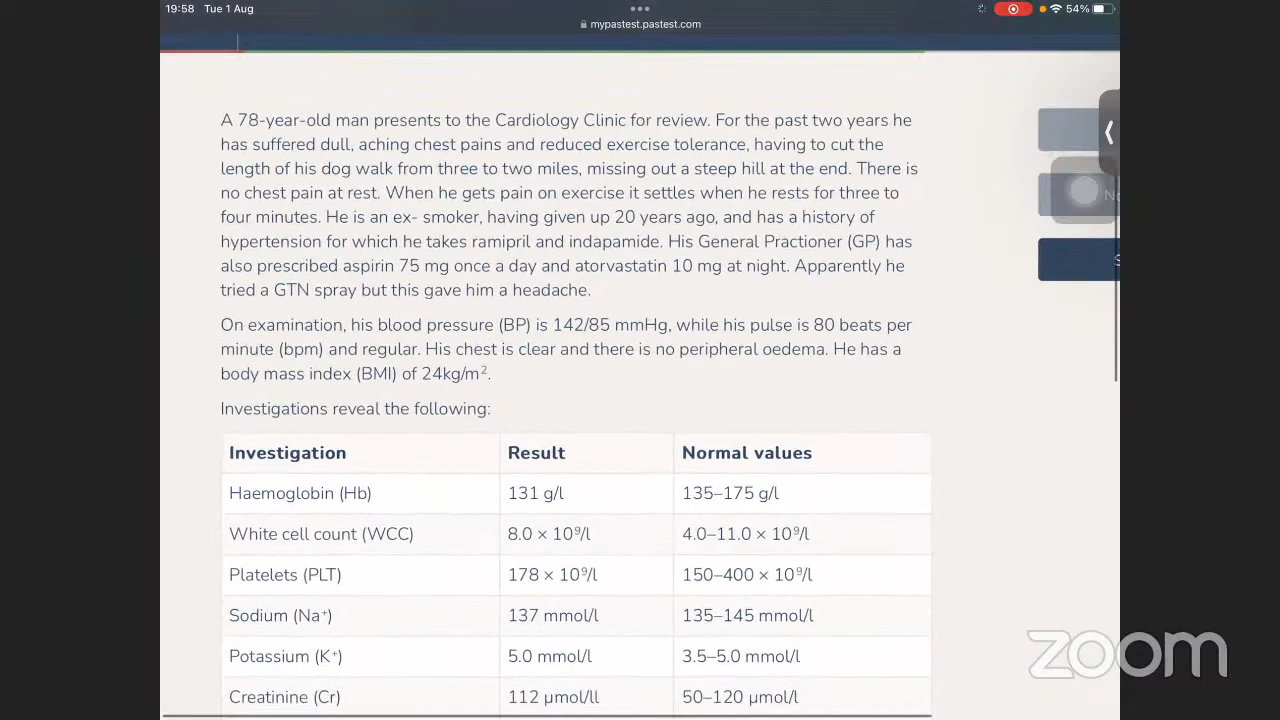 19:58 Tue 1 Aug
54%
mypastest.pastest.com
A 78-year-old man presents to the Cardiology Clinic for review. For the past two years he
has suffered dull, aching chest pains and reduced exercise tolerance, having to cut the
length of his dog walk from three to two miles, missing out a steep hill at the end. There is
no chest pain at rest. When he gets pain on exercise it settles when he rests for three to
four minutes. He is an ex- smoker, having given up 20 years ago, and has a history of
hypertension for which he takes ramipril and indapamide. His General Practioner (GP) has
also prescribed aspirin 75 mg once a day and atorvastatin 10 mg at night. Apparently he
tried a GTN spray but this gave him a headache.
On examination, his blood pressure (BP) is 142/85 mmHg, while his pulse is 80 beats per
minute (bpm) and regular. His chest is clear and there is no peripheral oedema. He has a
body mass index (BMI) of 24kg/m².
Investigations reveal the following:
Investigation Result Normal values
Haemoglobin (Hb) 131 g/l 135–175 g/l
White cell count (WCC) 8.0 × 10⁹/l 4.0–11.0 × 10⁹/l
Platelets (PLT) 178 × 10⁹/l 150–400 × 10⁹/l
Sodium (Na⁺) 137 mmol/l 135–145 mmol/l
Potassium (K⁺) 5.0 mmol/l 3.5–5.0 mmol/l
Creatinine (Cr) 112 µmol/ll 50–120 µmol/l
zoom